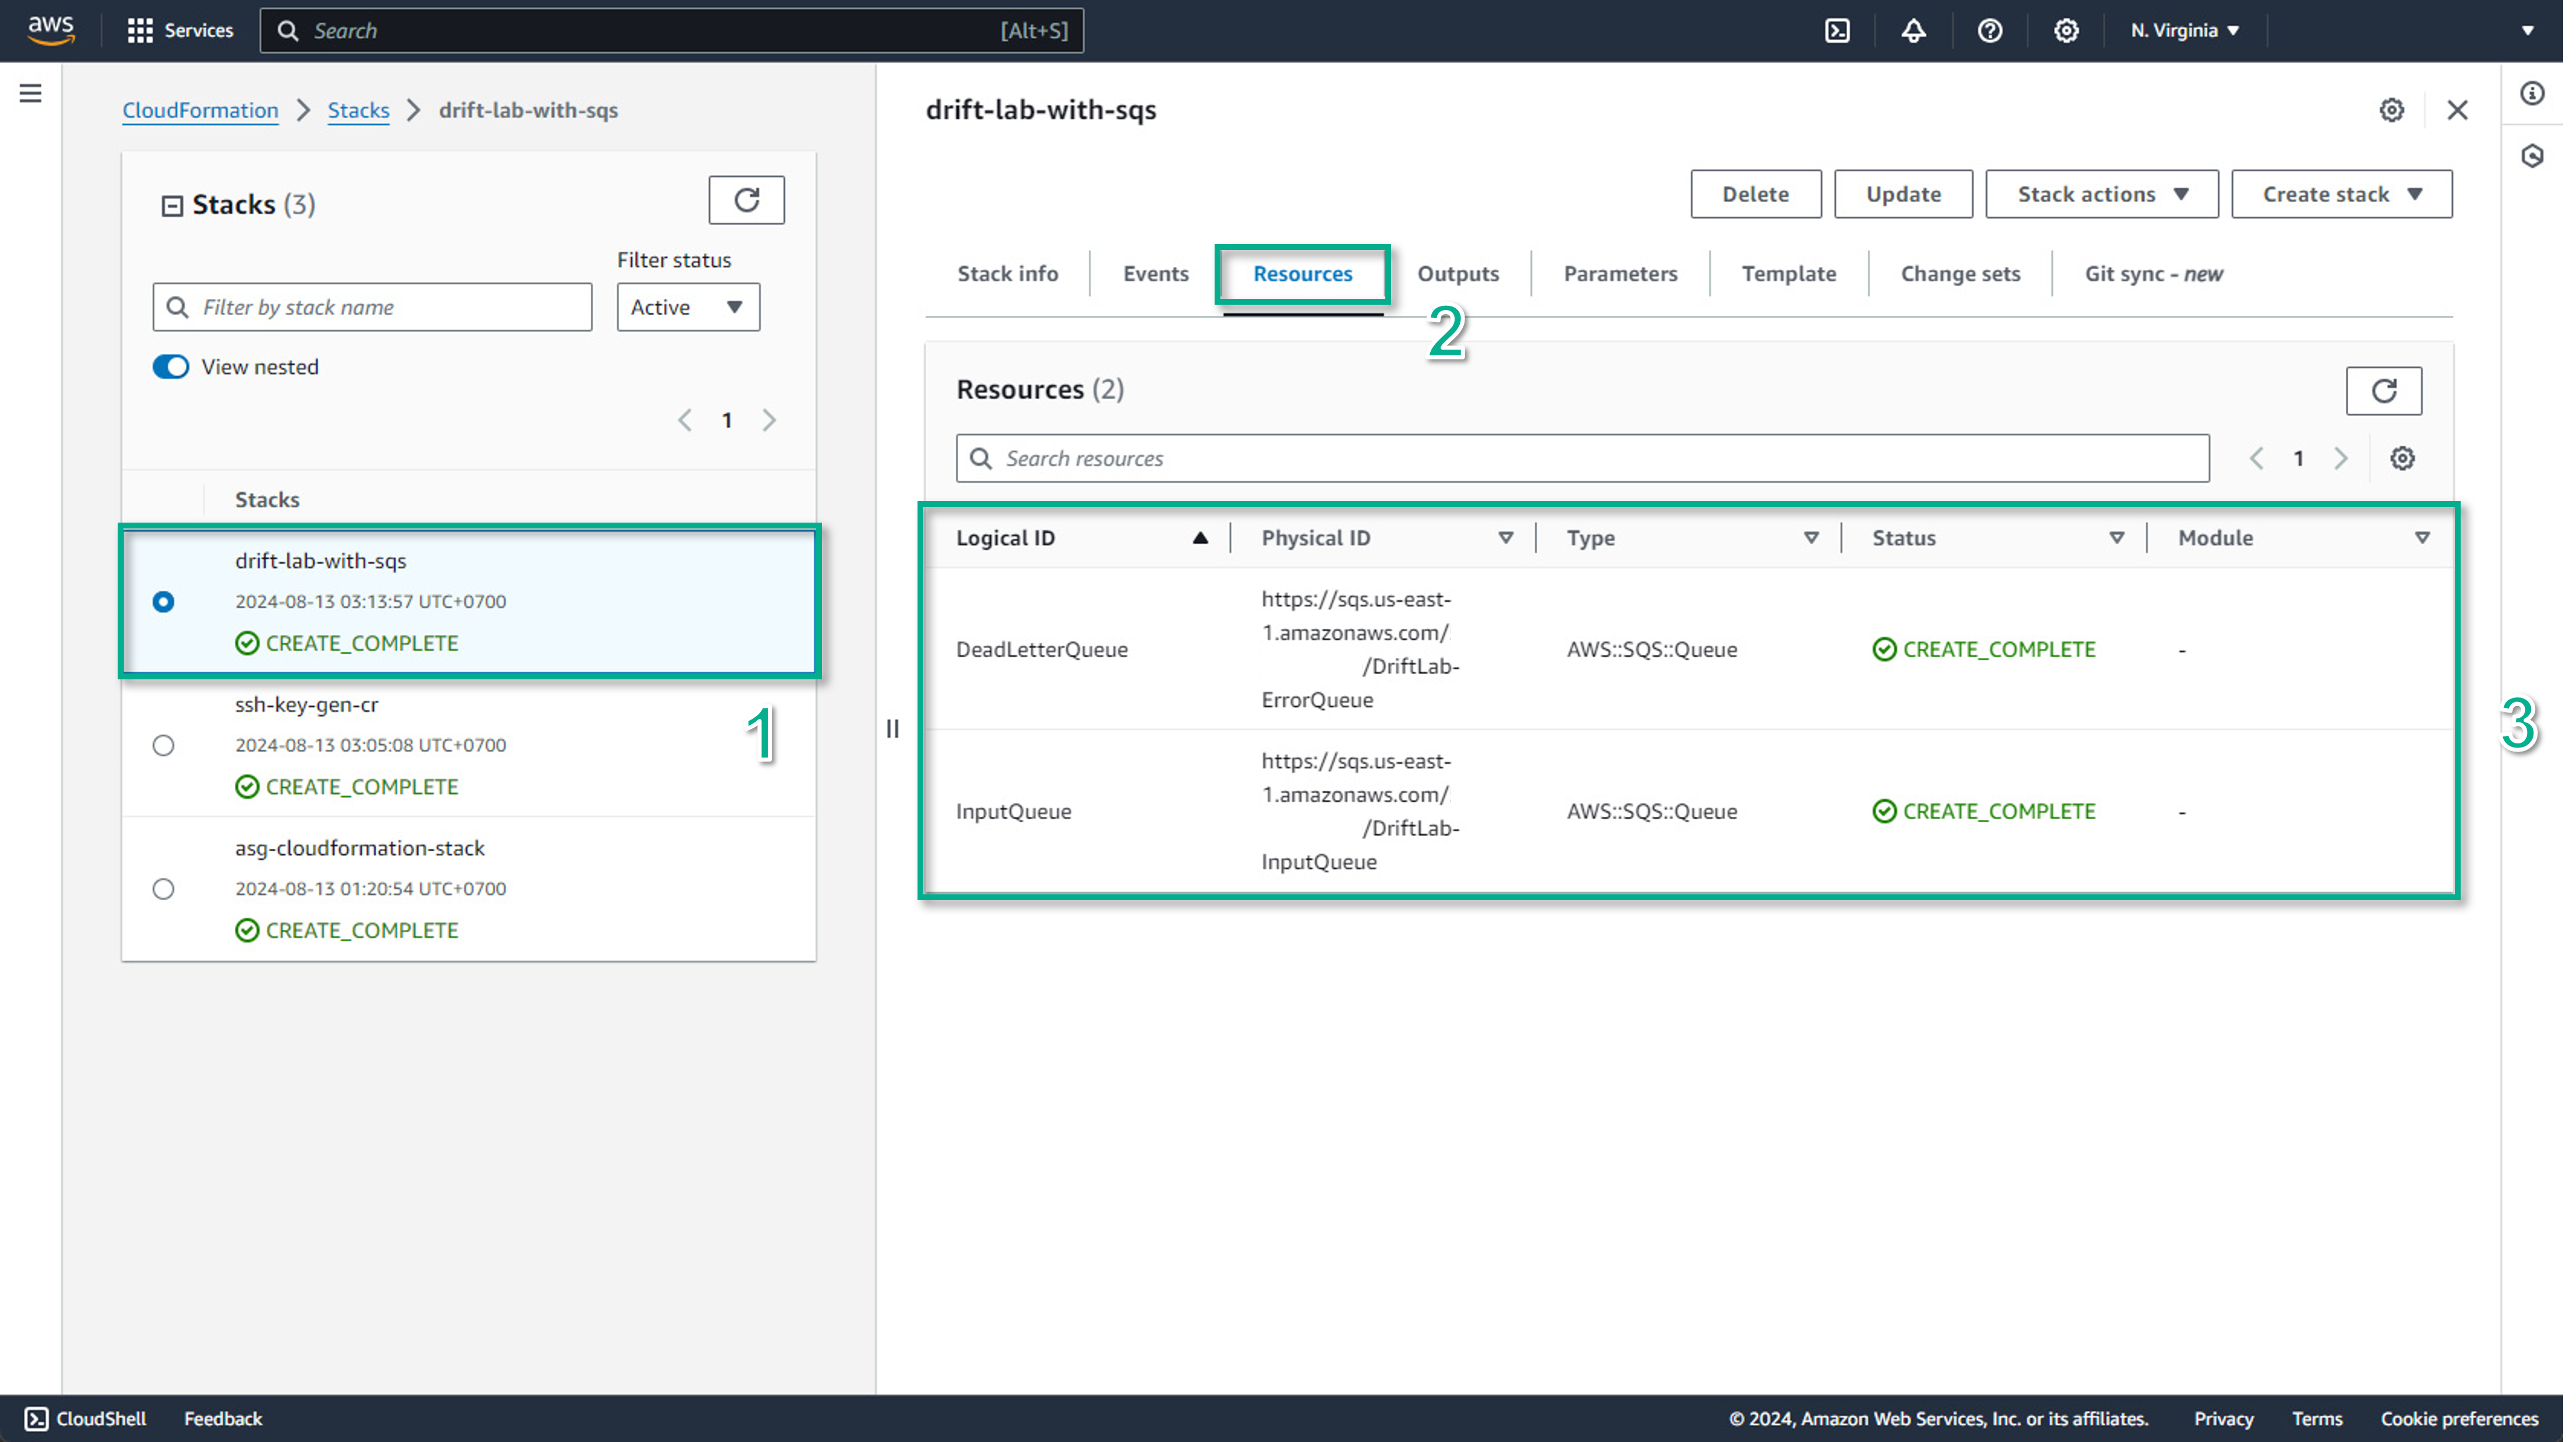 aws Services Search [Alt+S] N. Virginia
CloudFormation Stacks drift-lab-with-sqs
Stacks (3)
Filter status
Filter by stack name Active
View nested
1
Stacks
drift-lab-with-sqs
2024-08-13 03:13:57 UTC+0700
CREATE_COMPLETE
ssh-key-gen-cr
2024-08-13 03:05:08 UTC+0700
CREATE_COMPLETE
1
asg-cloudformation-stack
2024-08-13 01:20:54 UTC+0700
CREATE_COMPLETE
drift-lab-with-sqs
Delete Update Stack actions Create stack
Stack info Events Resources Outputs Parameters Template Change sets Git sync - new
2
Resources (2)
Search resources 1
Logical ID Physical ID Type Status Module
DeadLetterQueue
https://sqs.us-east-
1.amazonaws.com/
/DriftLab-
ErrorQueue
AWS::SQS::Queue CREATE_COMPLETE -
InputQueue
https://sqs.us-east-
1.amazonaws.com/
/DriftLab-
InputQueue
AWS::SQS::Queue CREATE_COMPLETE -
3
CloudShell Feedback © 2024, Amazon Web Services, Inc. or its affiliates. Privacy Terms Cookie preferences